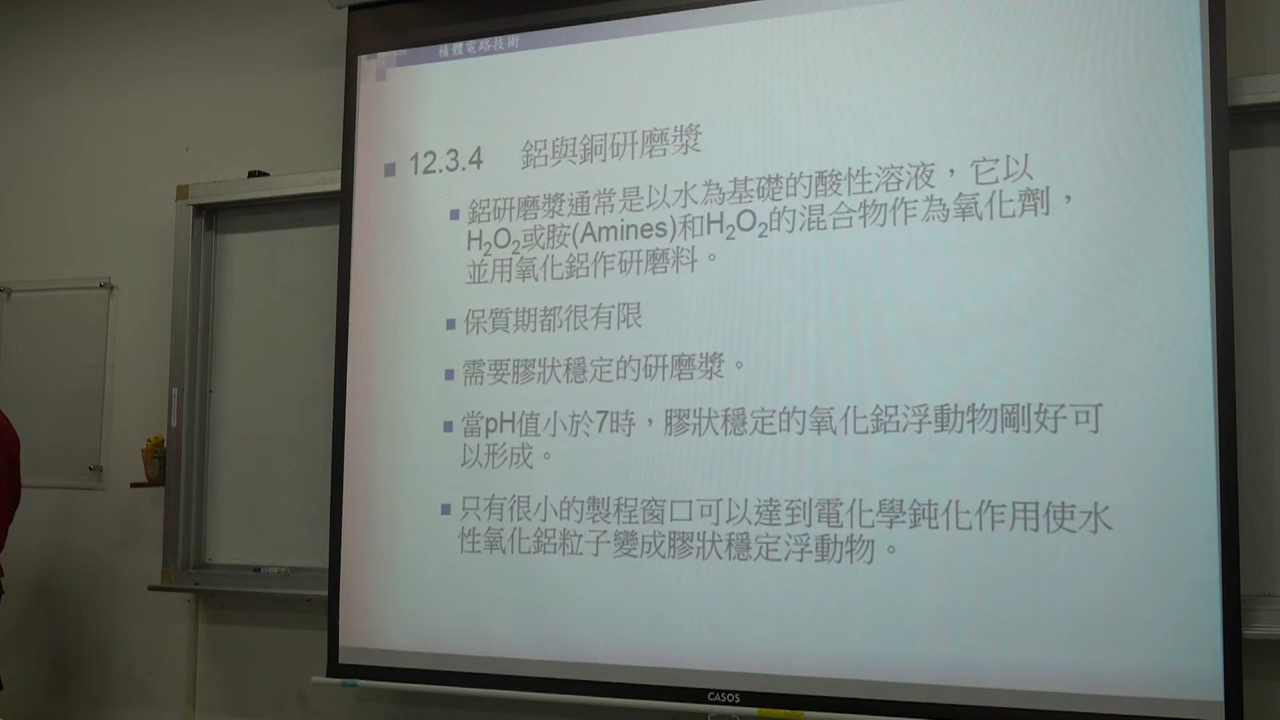 積體電路技術
12.3.4 鋁與銅研磨漿
鋁研磨漿通常是以水為基礎的酸性溶液，它以
H₂O₂或胺(Amines)和H₂O₂的混合物作為氧化劑，
並用氧化鋁作研磨料。
保質期都很有限
需要膠狀穩定的研磨漿。
當pH值小於7時，膠狀穩定的氧化鋁浮動物剛好可
以形成。
只有很小的製程窗口可以達到電化學鈍化作用使水
性氧化鋁粒子變成膠狀穩定浮動物。
CASOS